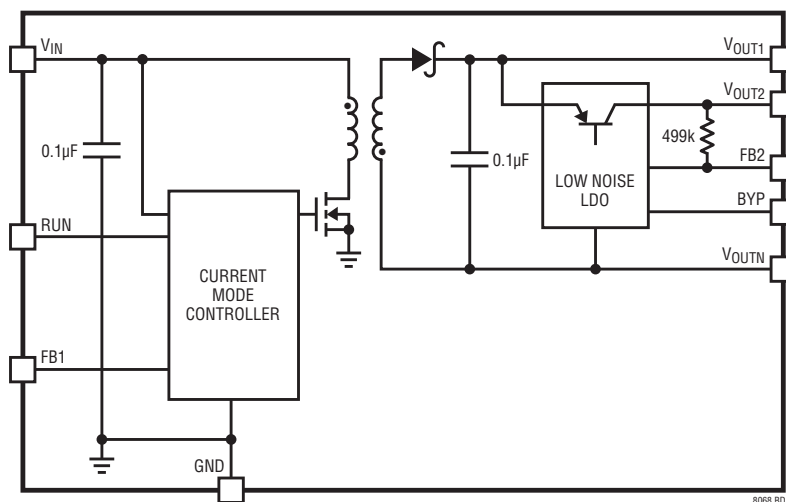 VIN
VOUT1
VOUT2
499k
0.1µF
0.1µF
FB2
LOW NOISE
LDO
BYP
RUN
VOUTN
CURRENT
MODE
CONTROLLER
FB1
GND
8068 BD